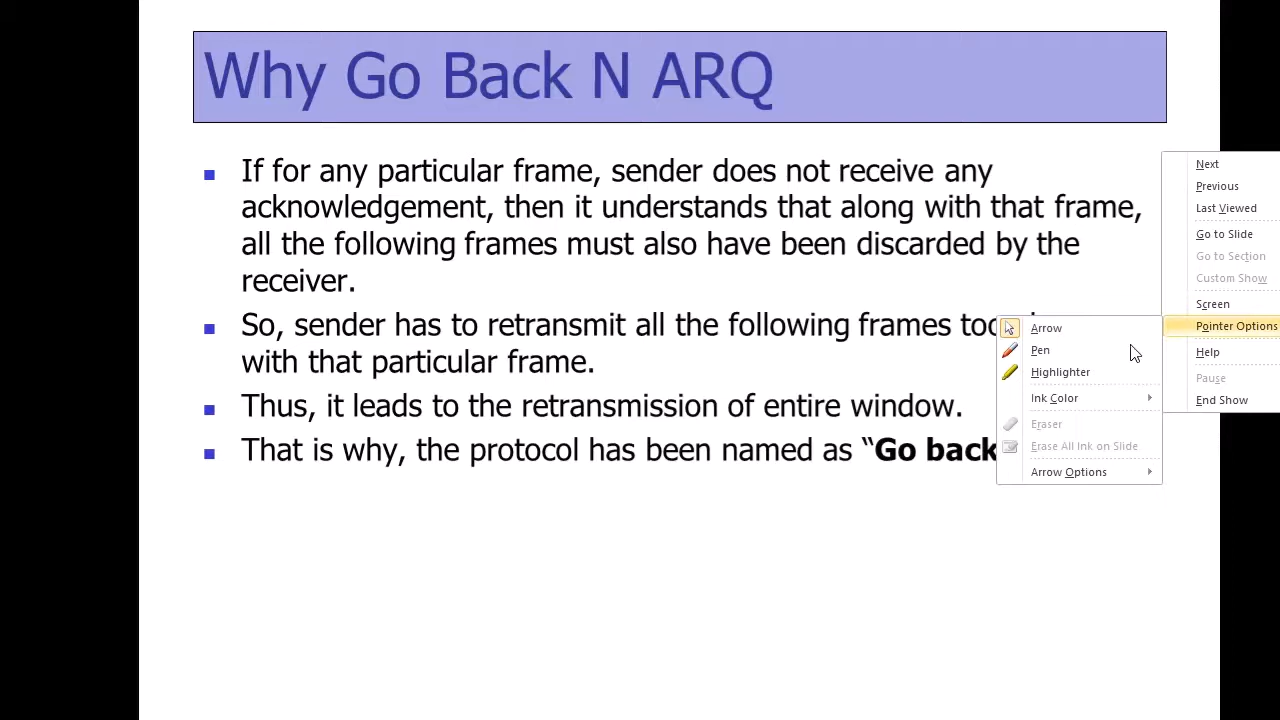 Why Go Back N ARQ
If for any particular frame, sender does not receive any
acknowledgement, then it understands that along with that frame,
all the following frames must also have been discarded by the
receiver.
So, sender has to retransmit all the following frames too
with that particular frame.
Thus, it leads to the retransmission of entire window.
That is why, the protocol has been named as “Go back
Next
Previous
Last Viewed
Go to Slide
Go to Section
Custom Show
Screen
Pointer Options
Help
Pause
End Show
Arrow
Pen
Highlighter
Ink Color
Eraser
Erase All Ink on Slide
Arrow Options